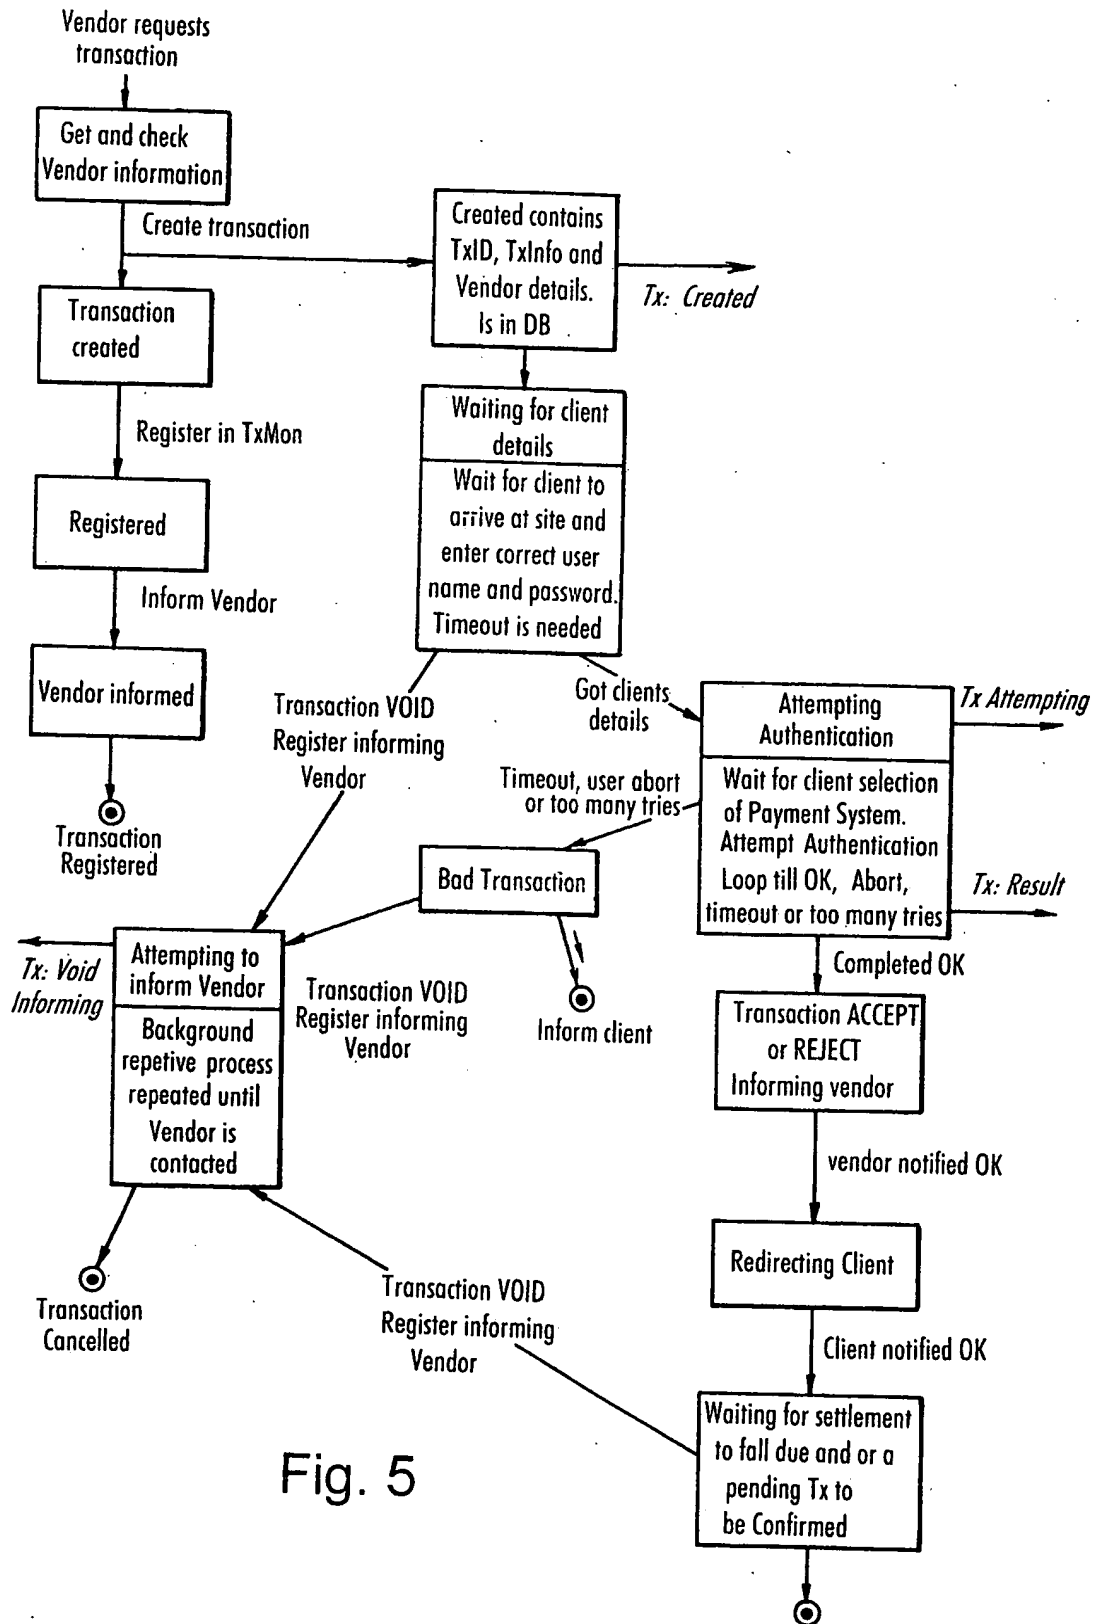 Vendor requests
transaction
Get and check
Vendor information
Create transaction
Created contains
TxID, TxInfo and
Vendor details.
Is in DB
Tx: Created
Transaction
created
Register in TxMon
Registered
Inform Vendor
Vendor informed
Transaction
Registered
Waiting for client
details
Wait for client to
arrive at site and
enter correct user
name and password.
Timeout is needed
Transaction VOID
Register informing
Vendor
Got clients
details
Attempting
Authentication
Wait for client selection
of Payment System.
Attempt Authentication
Loop till OK, Abort,
timeout or too many tries
Tx Attempting
Tx: Result
Timeout, user abort
or too many tries
Bad Transaction
Inform client
Attempting to
inform Vendor
Background
repetive process
repeated until
Vendor is
contacted
Tx: Void
Informing
Transaction VOID
Register informing
Vendor
Completed OK
Transaction ACCEPT
or REJECT
Informing vendor
vendor notified OK
Redirecting Client
Client notified OK
Transaction
Cancelled
Transaction VOID
Register informing
Vendor
Waiting for settlement
to fall due and or a
pending Tx to
be Confirmed
Fig. 5